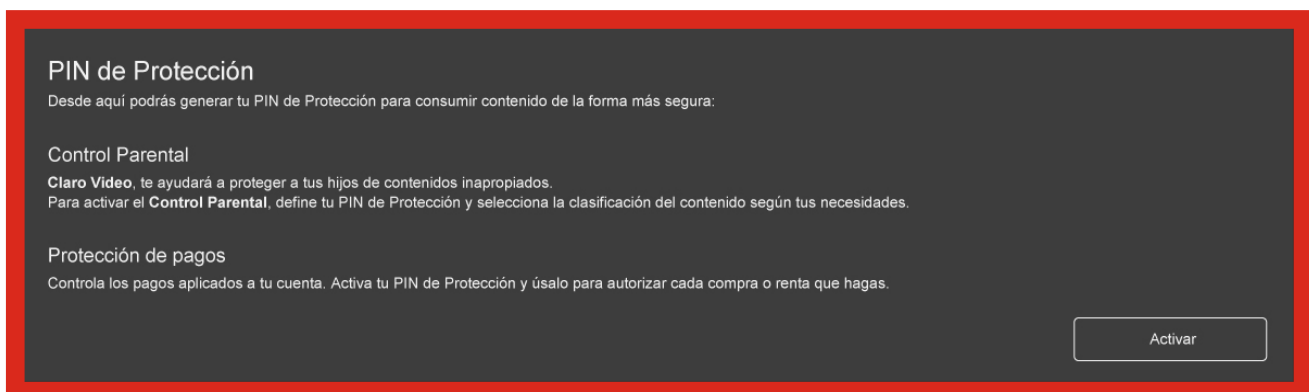 PIN de Protección
Desde aquí podrás generar tu PIN de Protección para consumir contenido de la forma más segura:
Control Parental
Claro Video, te ayudará a proteger a tus hijos de contenidos inapropiados.
Para activar el Control Parental, define tu PIN de Protección y selecciona la clasificación del contenido según tus necesidades.
Protección de pagos
Controla los pagos aplicados a tu cuenta. Activa tu PIN de Protección y úsalo para autorizar cada compra o renta que hagas.
Activar